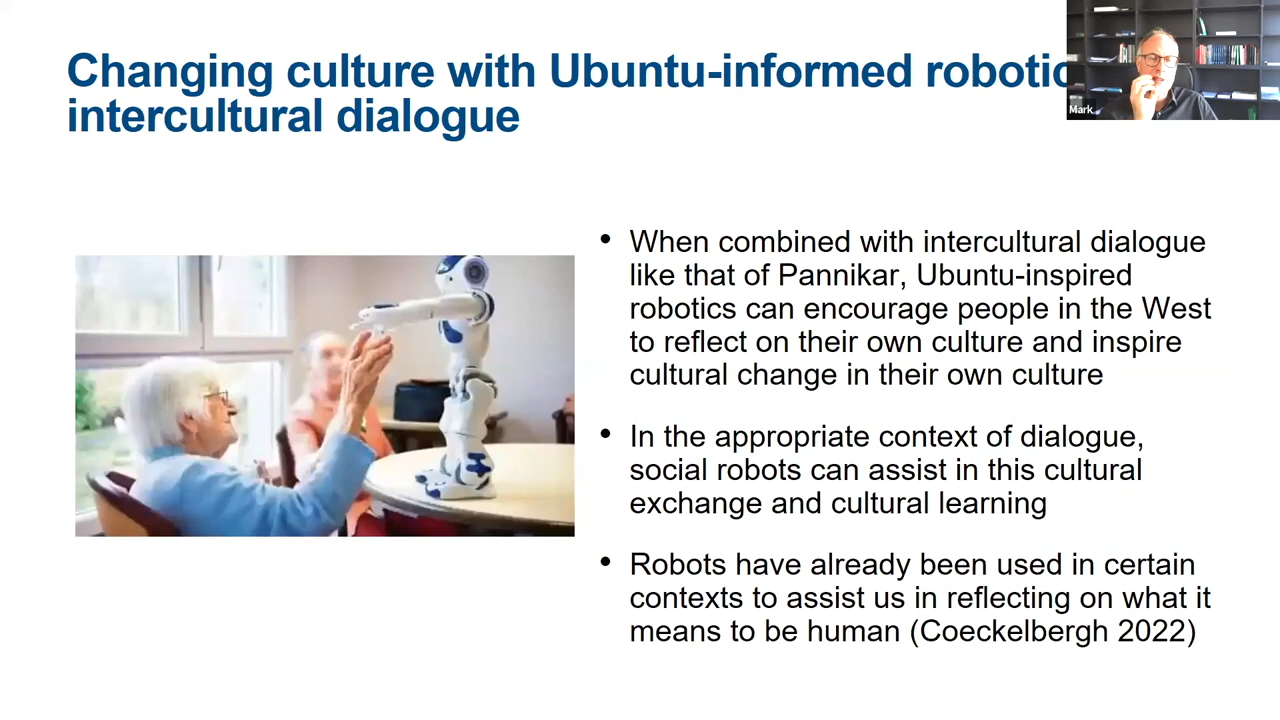 Changing culture with Ubuntu-informed robotic
intercultural dialogue
Mark
• When combined with intercultural dialogue
like that of Pannikar, Ubuntu-inspired
robotics can encourage people in the West
to reflect on their own culture and inspire
cultural change in their own culture
• In the appropriate context of dialogue,
social robots can assist in this cultural
exchange and cultural learning
• Robots have already been used in certain
contexts to assist us in reflecting on what it
means to be human (Coeckelbergh 2022)